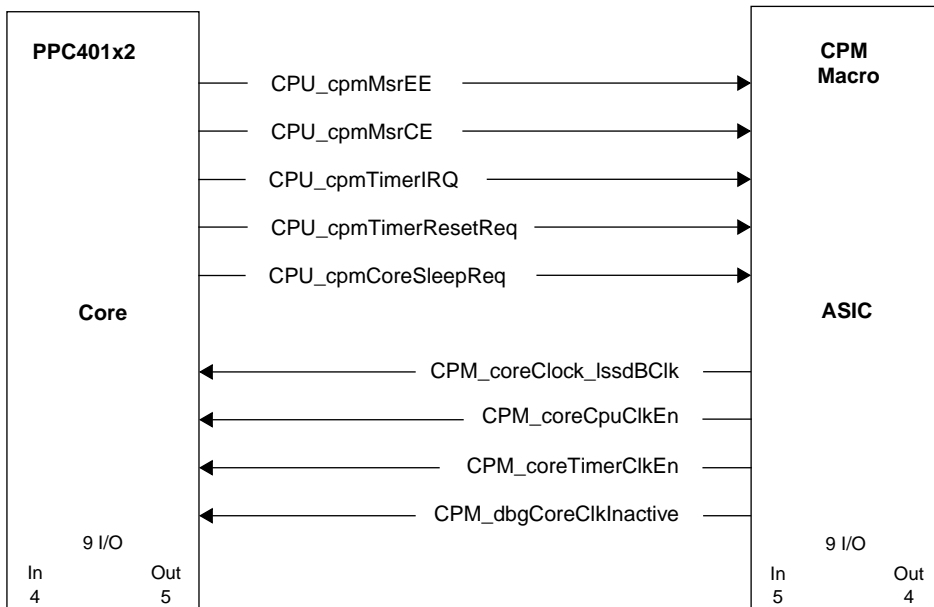 PPC401x2
CPM
Macro
CPU_cpmMsrEE
CPU_cpmMsrCE
CPU_cpmTimerIRQ
CPU_cpmTimerResetReq
CPU_cpmCoreSleepReq
Core
ASIC
CPM_coreClock_lssdBClk
CPM_coreCpuClkEn
CPM_coreTimerClkEn
CPM_dbgCoreClkInactive
9 I/O
In Out
4 5
9 I/O
In Out
5 4